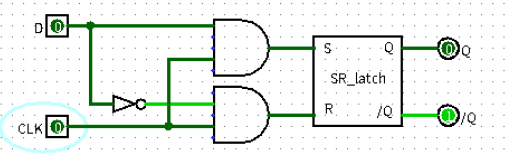 D 0
S Q 0 Q
SR_latch
R /Q 1 /Q
CLK 0